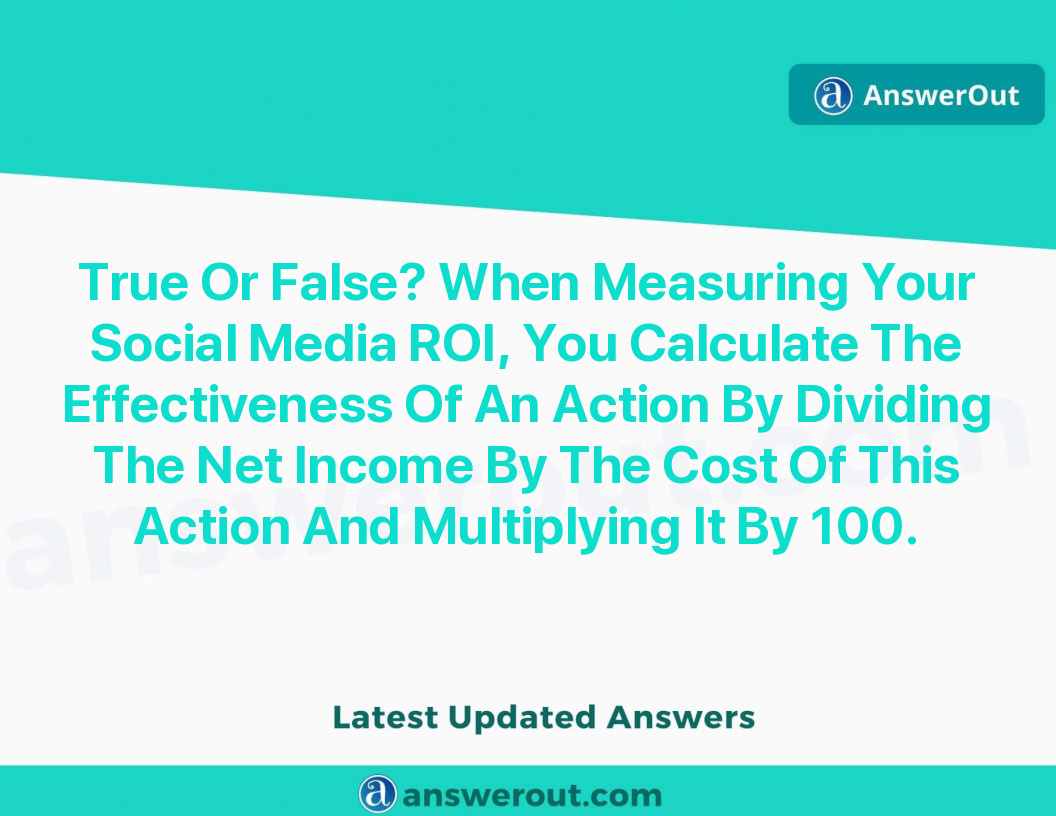 AnswerOut
True Or False? When Measuring Your
Social Media ROI, You Calculate The
Effectiveness Of An Action By Dividing
The Net Income By The Cost Of This
Action And Multiplying It By 100.
answerout.com
Latest Updated Answers
answerout.com